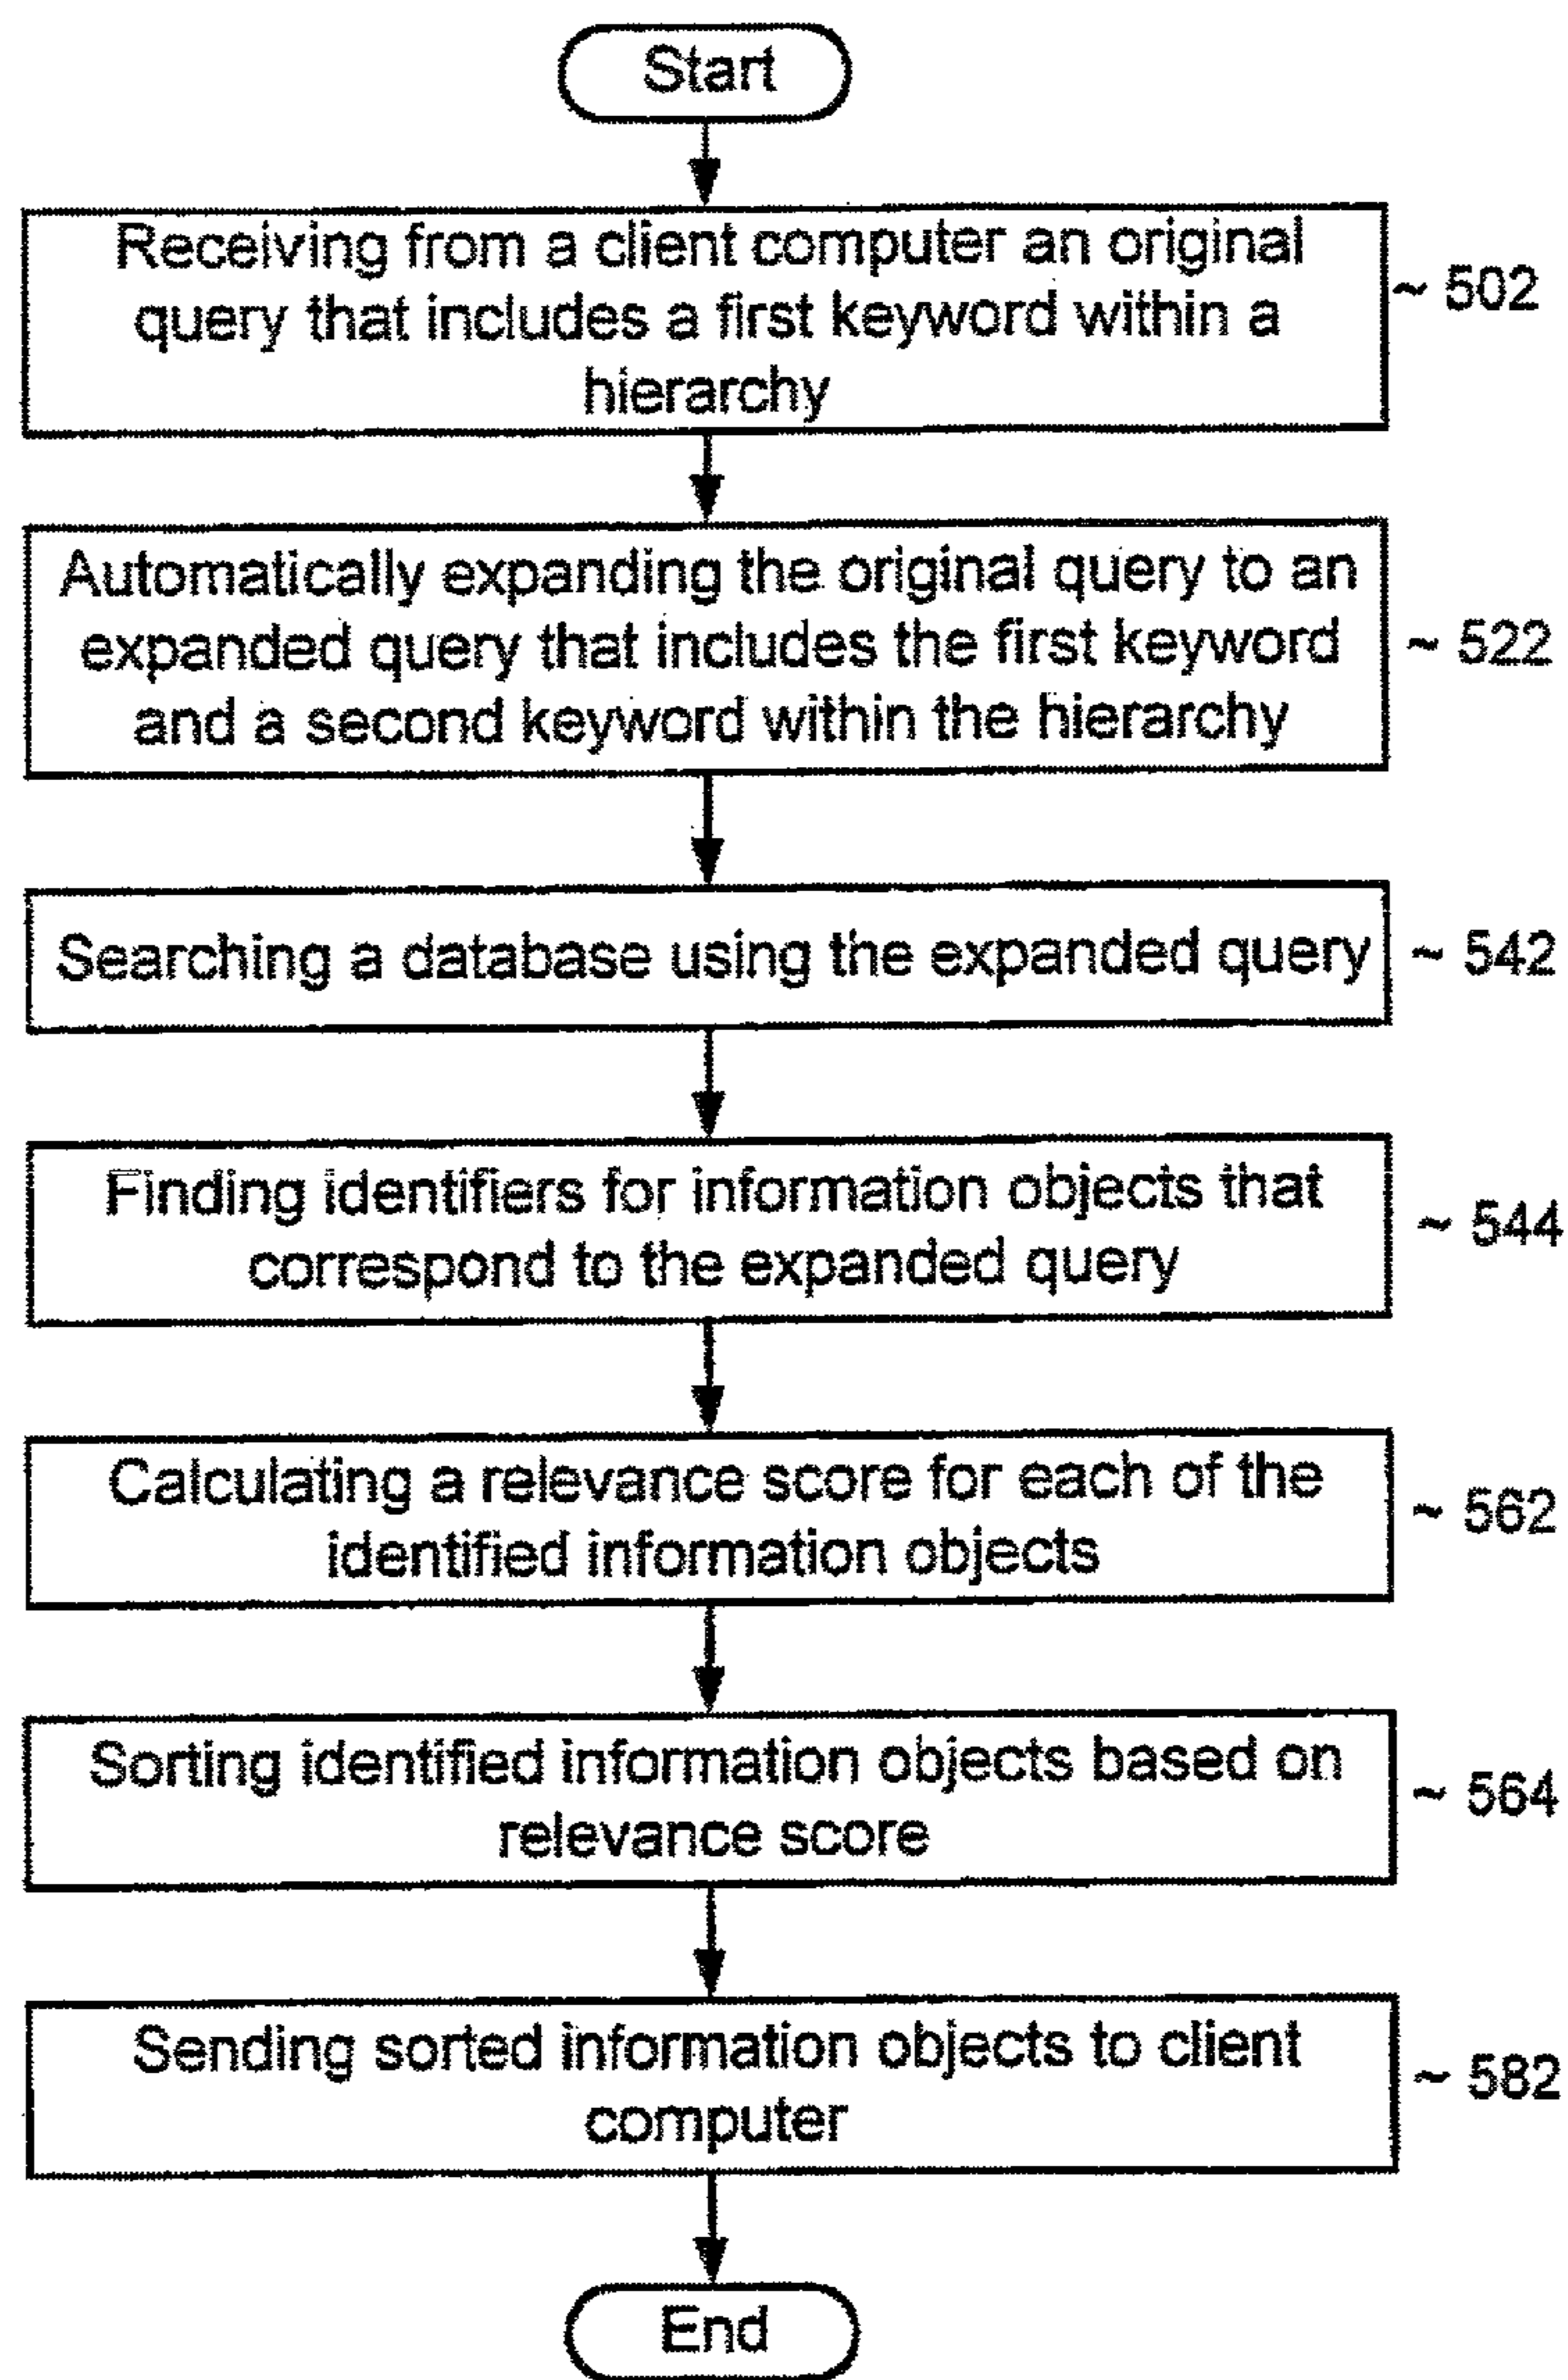 Start
Receiving from a client computer an original
query that includes a first keyword within a
hierarchy
~ 502
Automatically expanding the original query to an
expanded query that includes the first keyword
and a second keyword within the hierarchy
~ 522
Searching a database using the expanded query
~ 542
Finding identifiers for information objects that
correspond to the expanded query
~ 544
Calculating a relevance score for each of the
identified information objects
~ 562
Sorting identified information objects based on
relevance score
~ 564
Sending sorted information objects to client
computer
~ 582
End